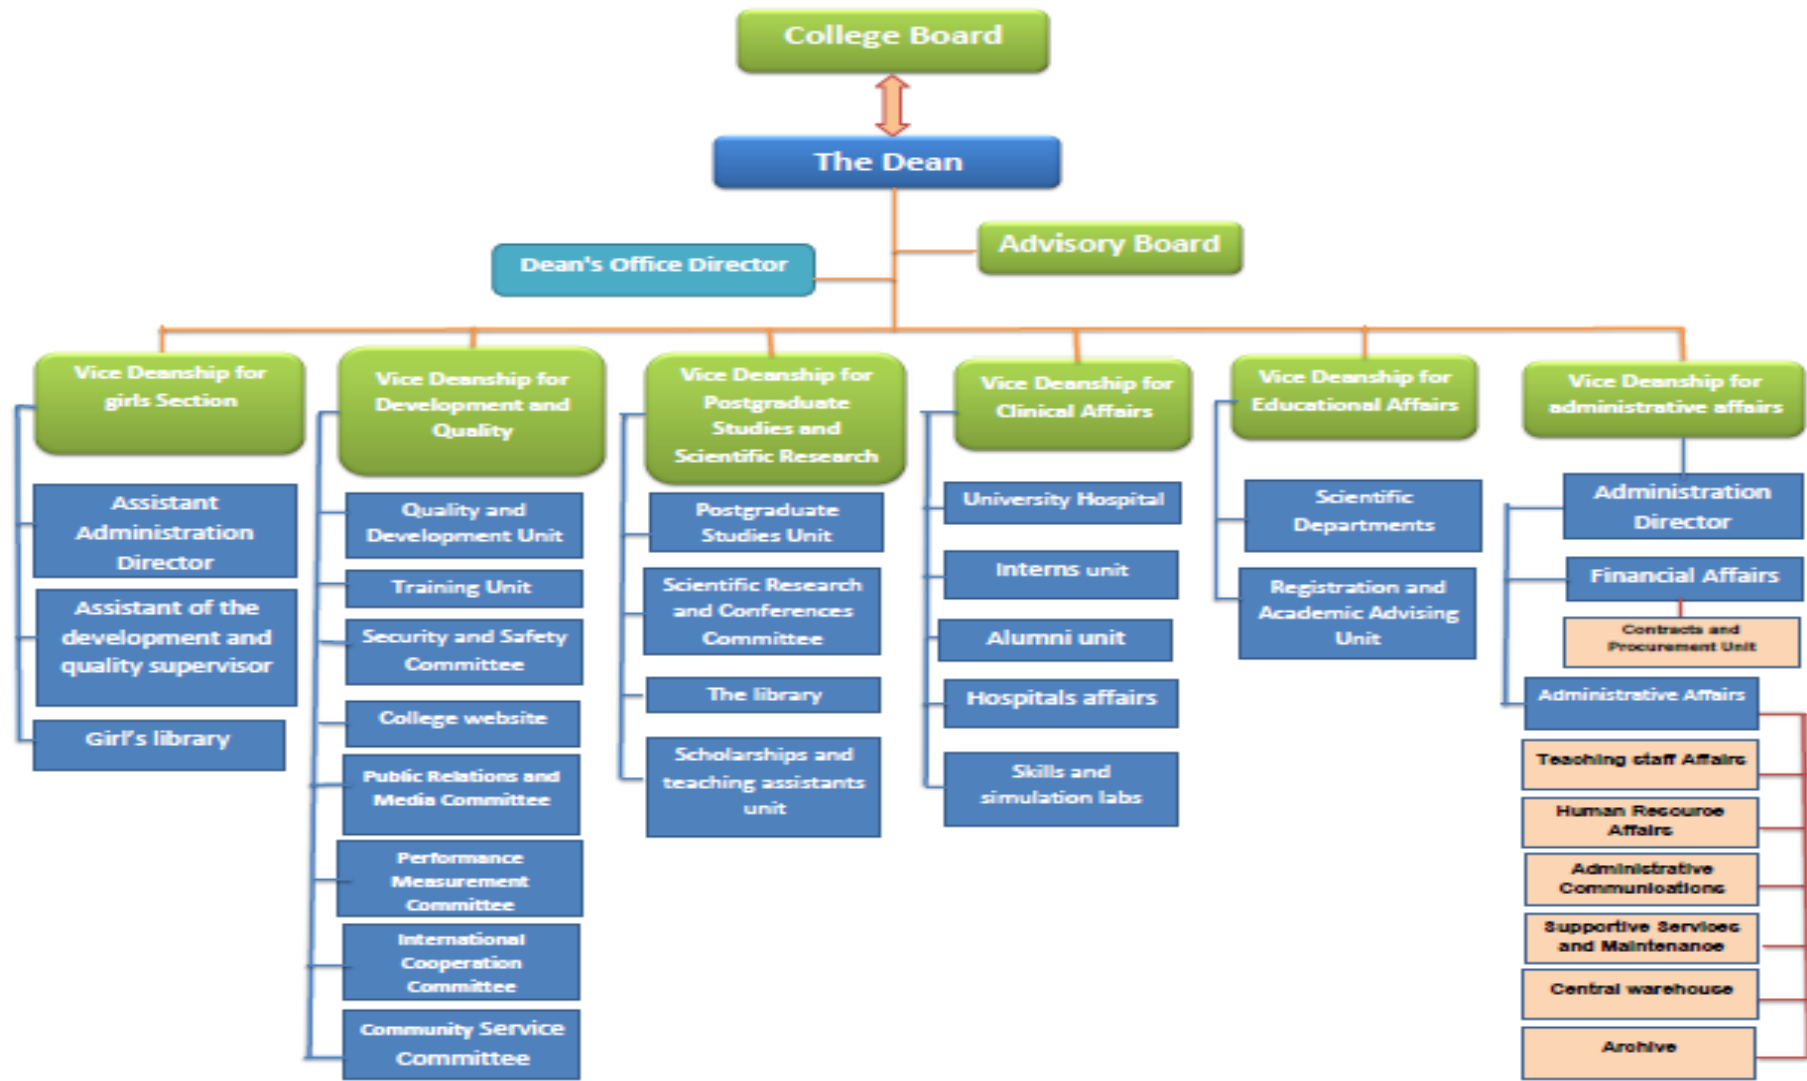 College Board
The Dean
Advisory Board
Dean's Office Director
Vice Deanship for
girls Section
Assistant
Administration
Director
Assistant of the
development and
quality supervisor
Girl's library
Vice Deanship for
Development and
Quality
Quality and
Development Unit
Training Unit
Security and Safety
Committee
College website
Public Relations and
Media Committee
Performance
Measurement
Committee
International
Cooperation
Committee
Community Service
Committee
Vice Deanship for
Postgraduate
Studies and
Scientific Research
Postgraduate
Studies Unit
Scientific Research
and Conferences
Committee
The library
Scholarships and
teaching assistants
unit
Vice Deanship for
Clinical Affairs
University Hospital
Interns unit
Alumni unit
Hospitals affairs
Skills and
simulation labs
Vice Deanship for
Educational Affairs
Scientific
Departments
Registration and
Academic Advising
Unit
Vice Deanship for
administrative affairs
Administration
Director
Financial Affairs
Contracts and
Procurement Unit
Administrative Affairs
Teaching staff Affairs
Human Resource
Affairs
Administrative
Communications
Supportive Services
and Maintenance
Central warehouse
Archive